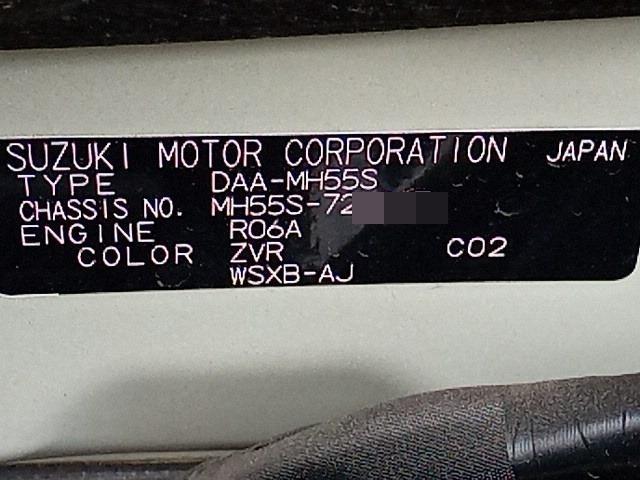 SUZUKI MOTOR CORPORATION JAPAN
TYPE DAA-MH55S
CHASSIS NO. MH55S-72
ENGINE R06A
COLOR ZVR C02
WSXB-AJ